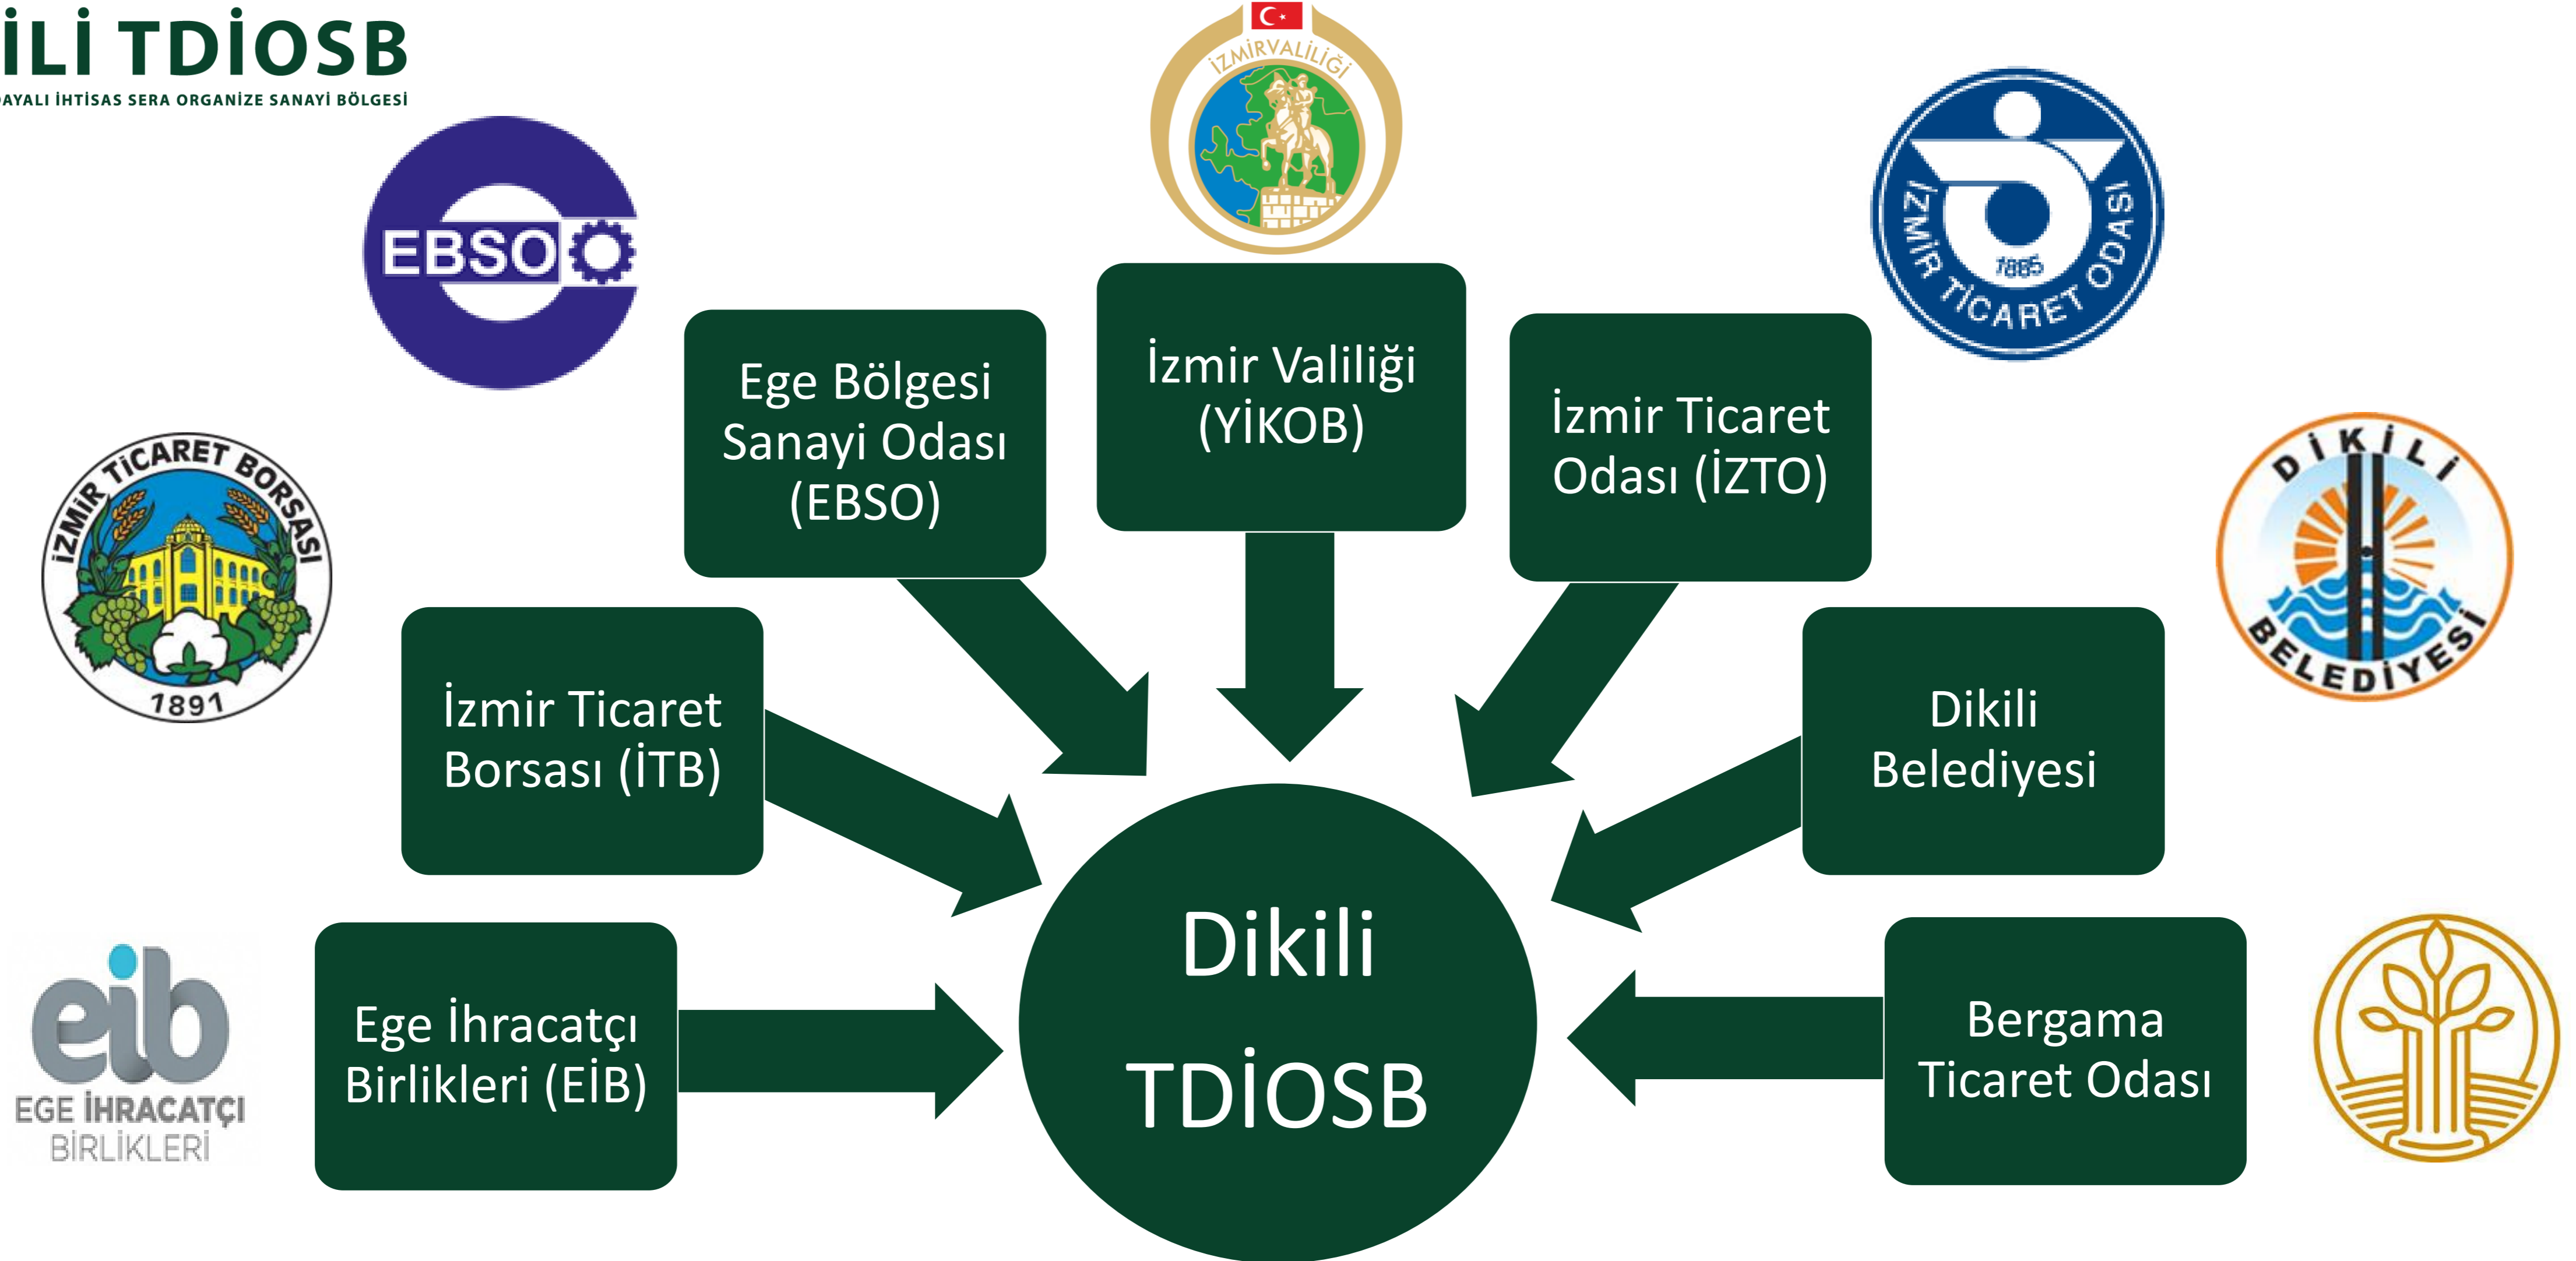 İLİ TDİOSB
DAYALI İHTİSAS SERA ORGANİZE SANAYİ BÖLGESİ
İZMİR VALİLİĞİ
EBSO
İZMİR TİCARET ODASI
1885
İzmir Valiliği
(YİKOB)
Ege Bölgesi
Sanayi Odası
(EBSO)
İzmir Ticaret
Odası (İZTO)
İZMİR TİCARET BORSASI
1891
DİKİLİ
BELEDİYESİ
İzmir Ticaret
Borsası (İTB)
Dikili
Belediyesi
eib
EGE İHRACATÇI
BİRLİKLERİ
Ege İhracatçı
Birlikleri (EİB)
Dikili
TDİOSB
Bergama
Ticaret Odası